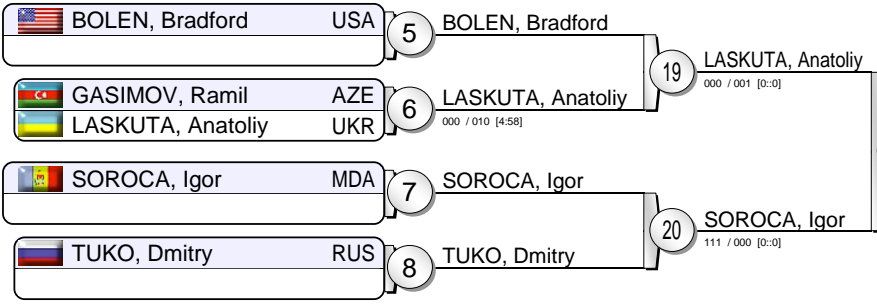 BOLEN, Bradford USA
5
BOLEN, Bradford
GASIMOV, Ramil AZE
LASKUTA, Anatoliy UKR
6
LASKUTA, Anatoliy
000 / 010 [4:58]
19
LASKUTA, Anatoliy
000 / 001 [0::0]
SOROCA, Igor MDA
7
SOROCA, Igor
TUKO, Dmitry RUS
8
TUKO, Dmitry
20
SOROCA, Igor
111 / 000 [0::0]